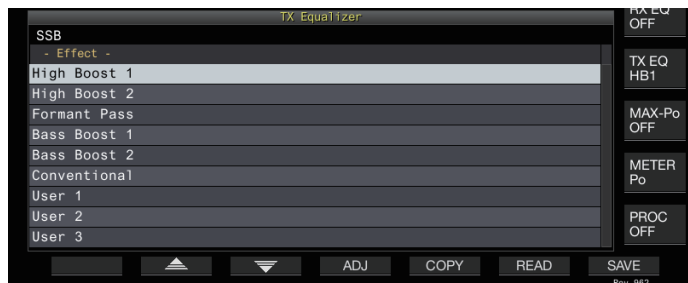 TX Equalizer
SSB
- Effect -
High Boost 1
High Boost 2
Formant Pass
Bass Boost 1
Bass Boost 2
Conventional
User 1
User 2
User 3
RX EQ
OFF
TX EQ
HB1
MAX-Po
OFF
METER
Po
PROC
OFF
ADJ
COPY
READ
SAVE